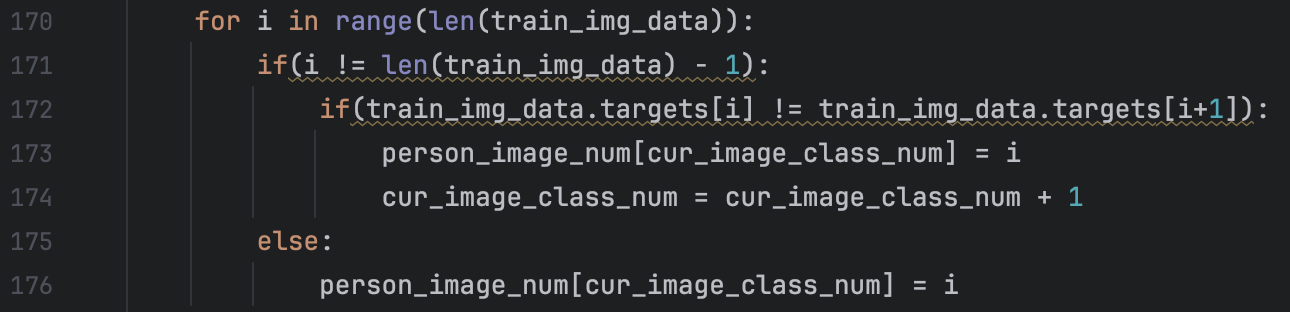 170 for i in range(len(train_img_data)):
171 if(i != len(train_img_data) - 1):
172 if(train_img_data.targets[i] != train_img_data.targets[i+1]):
173 person_image_num[cur_image_class_num] = i
174 cur_image_class_num = cur_image_class_num + 1
175 else:
176 person_image_num[cur_image_class_num] = i